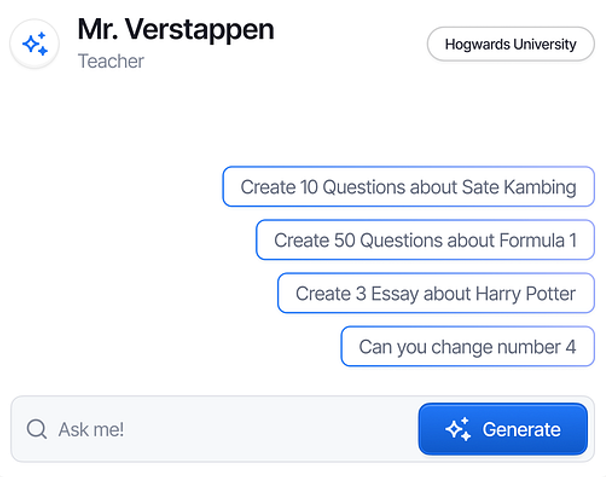 Mr. Verstappen
Teacher
Hogwards University
Create 10 Questions about Sate Kambing
Create 50 Questions about Formula 1
Create 3 Essay about Harry Potter
Can you change number 4
Ask me!
Generate